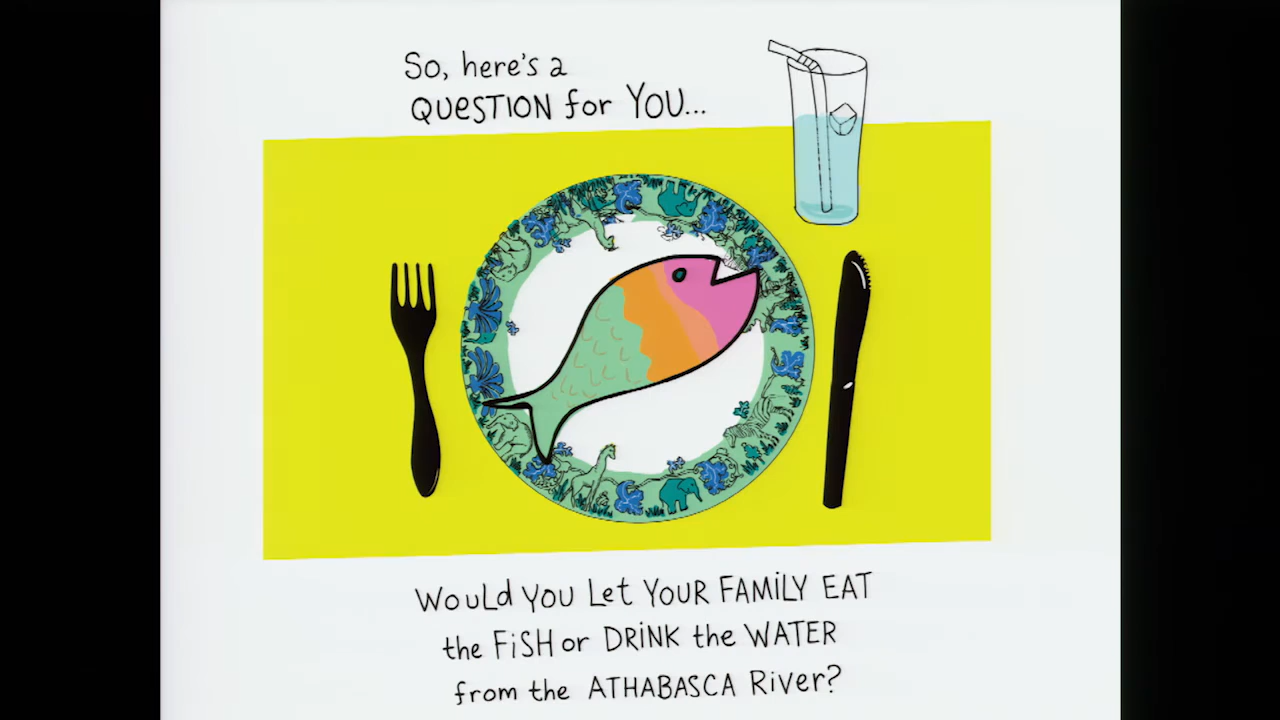 So, here's a
QUESTION for YOU...
WOULd YOU Let YOUR FAMILY EAT
the FiSH or DRiNK the WATER
from the ATHABASCA River?